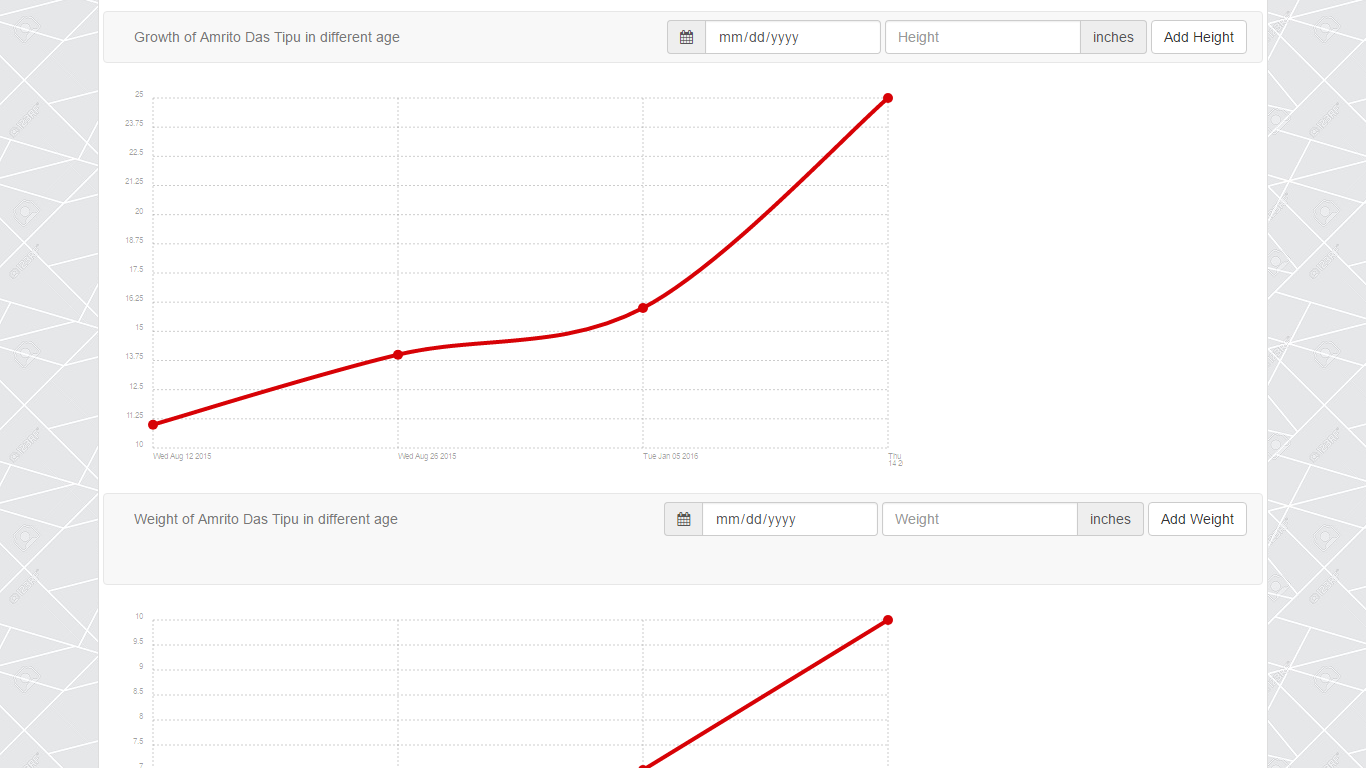 Growth of Amrito Das Tipu in different age
mm/dd/yyyy
Height
inches
Add Height
25
23.75
22.5
21.25
20
18.75
17.5
16.25
15
13.75
12.5
11.25
10
Wed Aug 12 2015
Wed Aug 26 2015
Tue Jan 05 2016
Thu
14 2
Weight of Amrito Das Tipu in different age
mm/dd/yyyy
Weight
inches
Add Weight
10
9.5
9
8.5
8
7.5
7